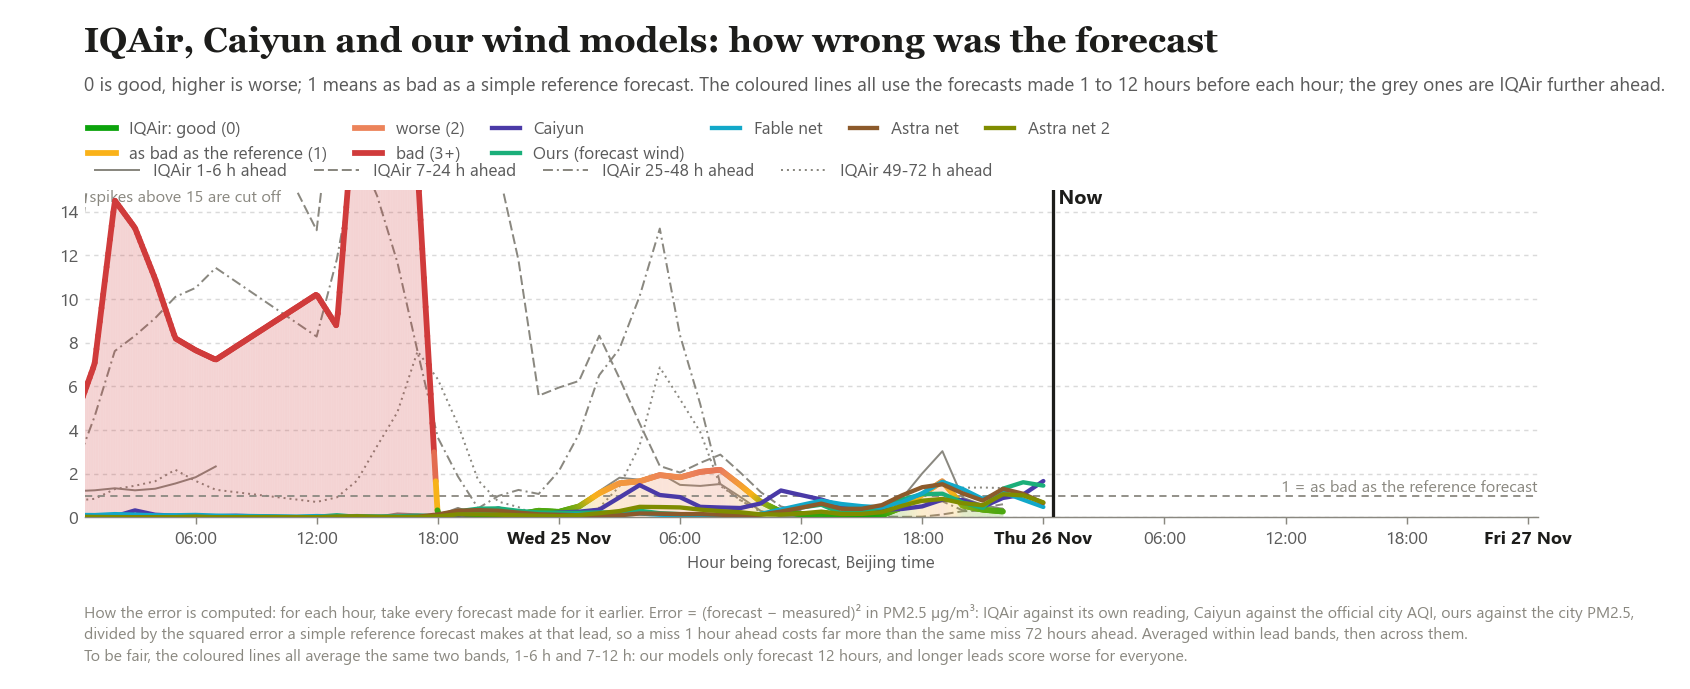 IQAir, Caiyun and our wind models: how wrong was the forecast
0 is good, higher is worse; 1 means as bad as a simple reference forecast. The coloured lines all use the forecasts made 1 to 12 hours before each hour; the grey ones are IQAir further ahead.
IQAir: good (0) worse (2) Caiyun Fable net Astra net Astra net 2
as bad as the reference (1) bad (3+) Ours (forecast wind)
IQAir 1-6 h ahead IQAir 7-24 h ahead IQAir 25-48 h ahead IQAir 49-72 h ahead
spikes above 15 are cut off
Now
14
12
10
8
6
4
2
1 = as bad as the reference forecast
0
06:00 12:00 18:00 Wed 25 Nov 06:00 12:00 18:00 Thu 26 Nov 06:00 12:00 18:00 Fri 27 Nov
Hour being forecast, Beijing time
How the error is computed: for each hour, take every forecast made for it earlier. Error = (forecast − measured)² in PM2.5 µg/m³: IQAir against its own reading, Caiyun against the official city AQI, ours against the city PM2.5,
divided by the squared error a simple reference forecast makes at that lead, so a miss 1 hour ahead costs far more than the same miss 72 hours ahead. Averaged within lead bands, then across them.
To be fair, the coloured lines all average the same two bands, 1-6 h and 7-12 h: our models only forecast 12 hours, and longer leads score worse for everyone.